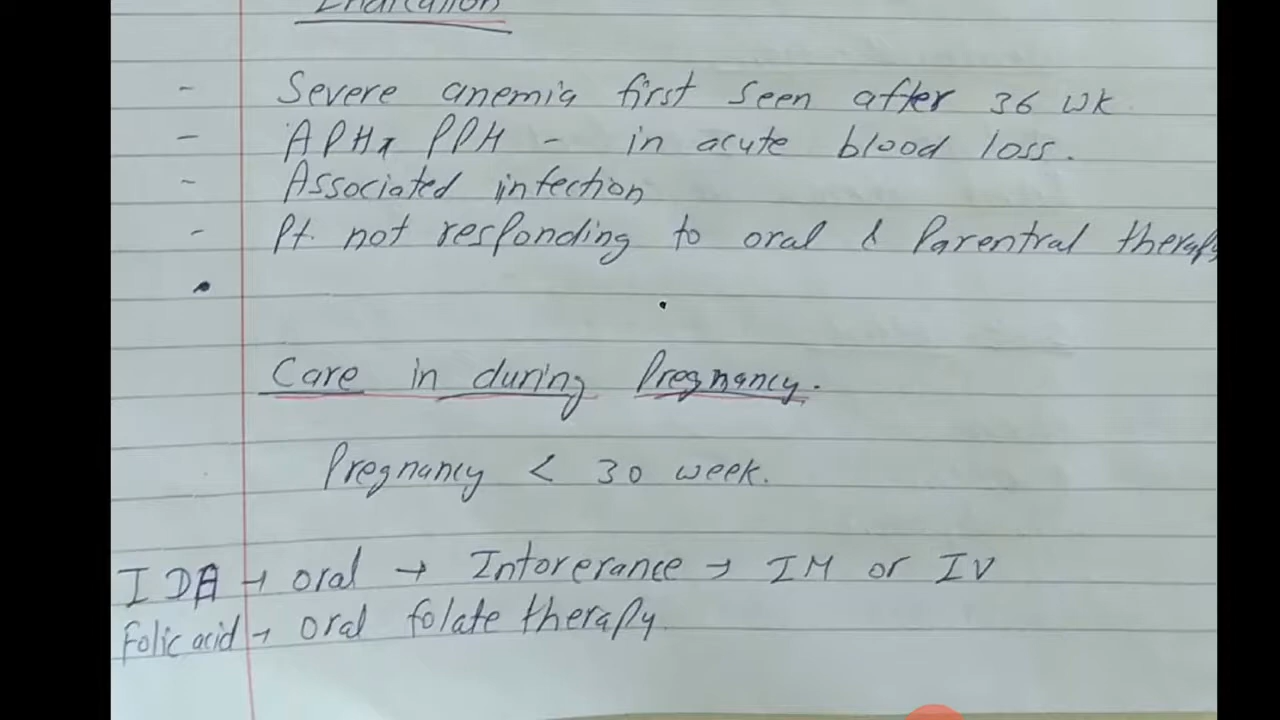 Indication
- Severe anemia first seen after 36 wk
- APH, PPH - in acute blood loss.
- Associated infection
- Pt. not responding to oral & Parentral therapy
Care in during Pregnancy.
Pregnancy < 30 week.
IDA → oral → Intorerance → IM or IV
Folic acid → oral folate therapy.